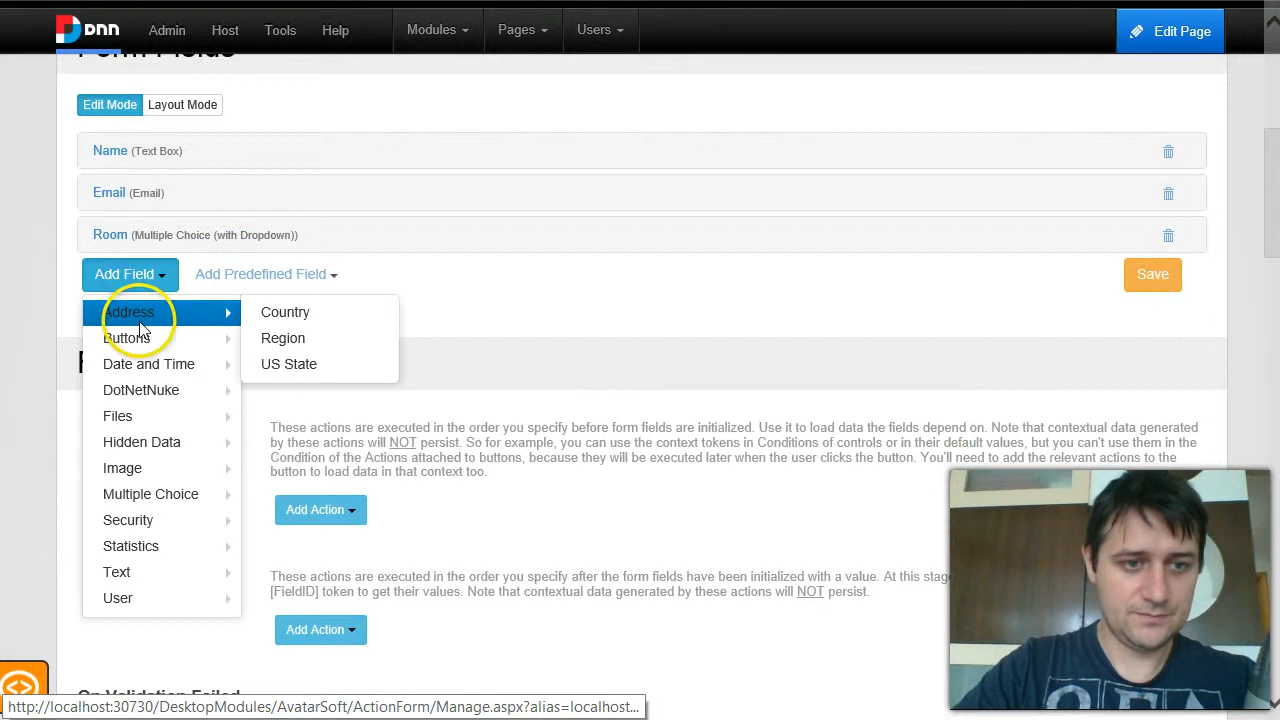 DNN Admin Host Tools Help Modules Pages Users Edit Page
Form Fields
Edit Mode Layout Mode
Name (Text Box)
Email (Email)
Room (Multiple Choice (with Dropdown))
Add Field Add Predefined Field Save
Address
Buttons
Date and Time
DotNetNuke
Files
Hidden Data
Image
Multiple Choice
Security
Statistics
Text
User
Country
Region
US State
These actions are executed in the order you specify before form fields are initialized. Use it to load data the fields depend on. Note that contextual data generated
by these actions will NOT persist. So for example, you can use the context tokens in Conditions of controls or in their default values, but you can't use them in the
Condition of the Actions attached to buttons, because they will be executed later when the user clicks the button. You'll need to add the relevant actions to the
button to load data in that context too.
Add Action
These actions are executed in the order you specify after the form fields have been initialized with a value. At this stag
[FieldID] token to get their values. Note that contextual data generated by these actions will NOT persist.
Add Action
On Validation Failed
http://localhost:30730/DesktopModules/AvatarSoft/ActionForm/Manage.aspx?alias=localhost...